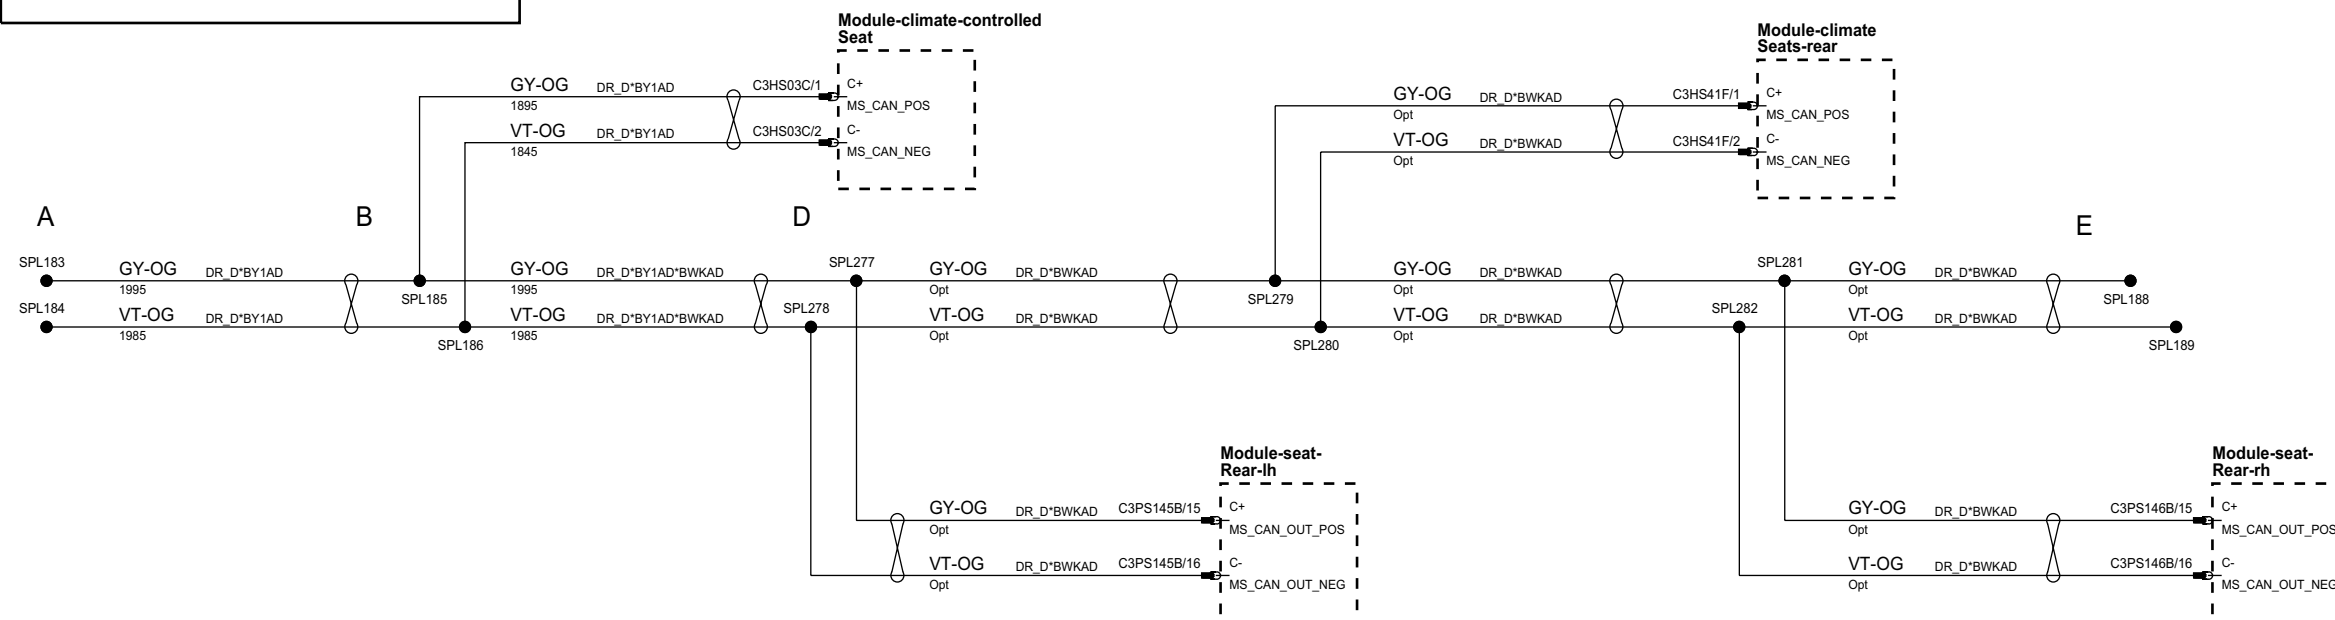 Module-climate-controlled
Seat
GY-OG DR_D*BY1AD C3HS03C/1 C+
1895 MS_CAN_POS
VT-OG DR_D*BY1AD C3HS03C/2 C-
1845 MS_CAN_NEG
Module-climate
Seats-rear
GY-OG DR_D*BWKAD C3HS41F/1 C+
Opt MS_CAN_POS
VT-OG DR_D*BWKAD C3HS41F/2 C-
Opt MS_CAN_NEG
A B D E
SPL183 GY-OG DR_D*BY1AD SPL185 GY-OG DR_D*BY1AD*BWKAD SPL277 GY-OG DR_D*BWKAD SPL279 GY-OG DR_D*BWKAD SPL281 GY-OG DR_D*BWKAD SPL188
1995 1995 Opt Opt Opt
SPL184 VT-OG DR_D*BY1AD SPL186 VT-OG DR_D*BY1AD*BWKAD SPL278 VT-OG DR_D*BWKAD SPL280 VT-OG DR_D*BWKAD SPL282 VT-OG DR_D*BWKAD SPL189
1985 1985 Opt Opt Opt
Module-seat-
Rear-lh
GY-OG DR_D*BWKAD C3PS145B/15 C+
Opt MS_CAN_OUT_POS
VT-OG DR_D*BWKAD C3PS145B/16 C-
Opt MS_CAN_OUT_NEG
Module-seat-
Rear-rh
GY-OG DR_D*BWKAD C3PS146B/15 C+
Opt MS_CAN_OUT_POS
VT-OG DR_D*BWKAD C3PS146B/16 C-
Opt MS_CAN_OUT_NEG